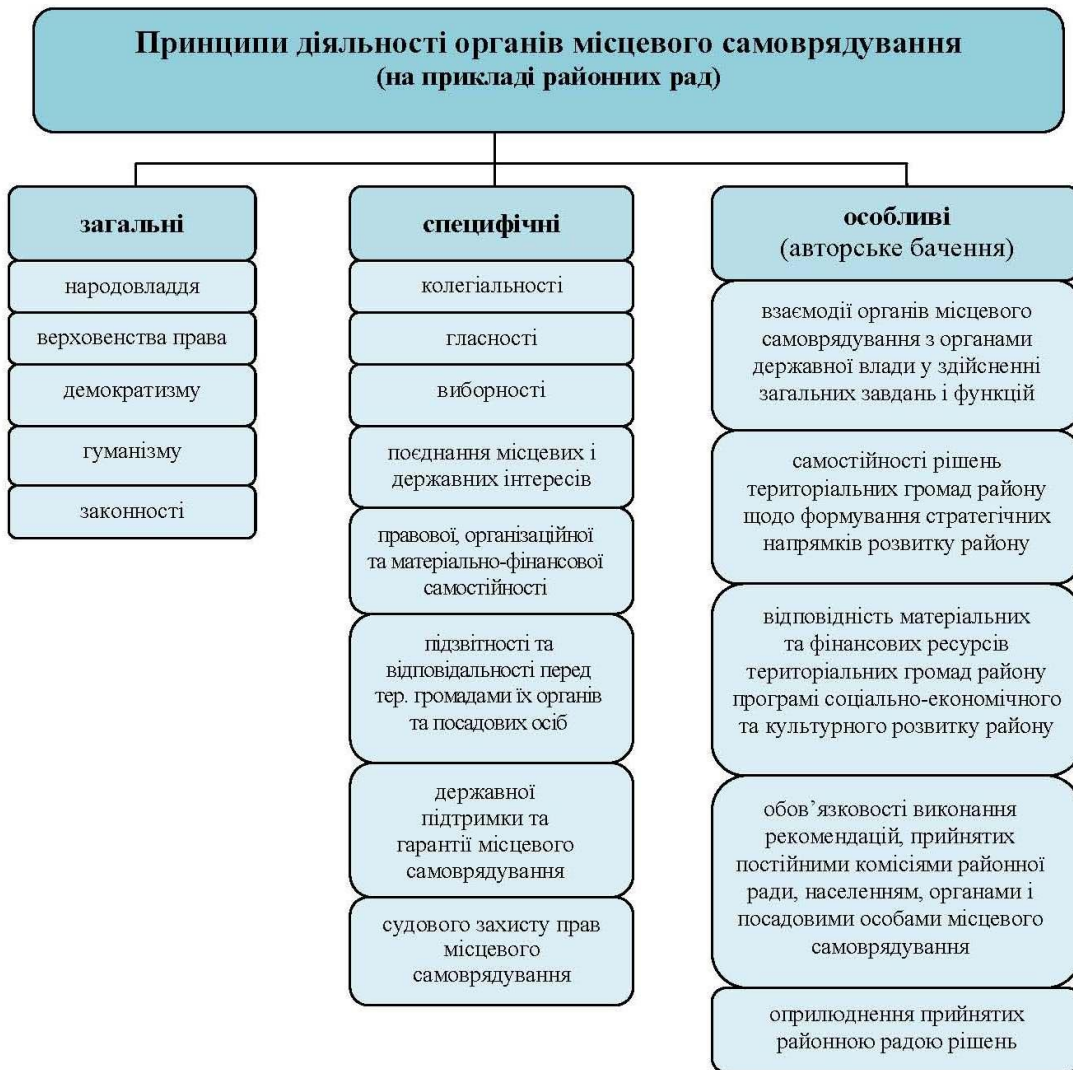 Принципи діяльності органів місцевого самоврядування
(на прикладі районних рад)
загальні
народовладдя
верховенства права
демократизму
гуманізму
законності
специфічні
колегіальності
гласності
виборності
поєднання місцевих і
державних інтересів
правової, організаційної
та матеріально-фінансової
самостійності
підзвітності та
відповідальності перед
тер. громадами їх органів
та посадових осіб
державної
підтримки та
гарантії місцевого
самоврядування
судового захисту прав
місцевого
самоврядування
особливі
(авторське бачення)
взаємодії органів місцевого
самоврядування з органами
державної влади у здійсненні
загальних завдань і функцій
самостійності рішень
територіальних громад району
щодо формування стратегічних
напрямків розвитку району
відповідність матеріальних
та фінансових ресурсів
територіальних громад району
програмі соціально-економічного
та культурного розвитку району
обов’язковості виконання
рекомендацій, прийнятих
постійними комісіями районної
ради, населенням, органами і
посадовими особами місцевого
самоврядування
оприлюднення прийнятих
районною радою рішень